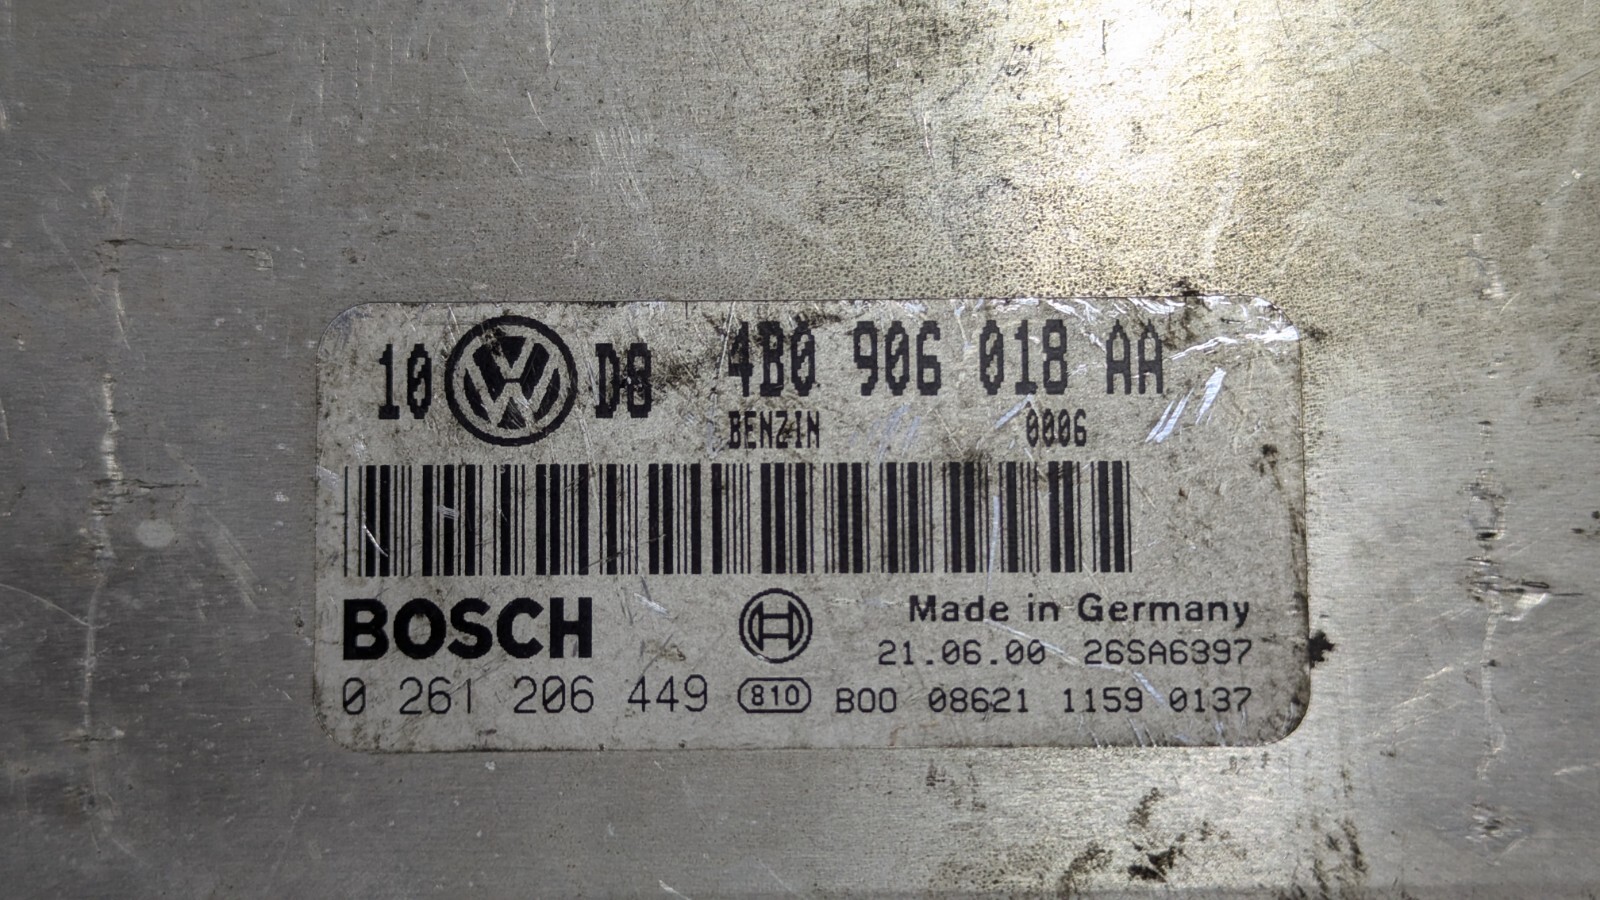 10 VW D8 4B0 906 018 AA
BENZIN 0006
BOSCH Made in Germany
21.06.00 26SA6397
0 261 206 449 810 B00 08621 1159 0137